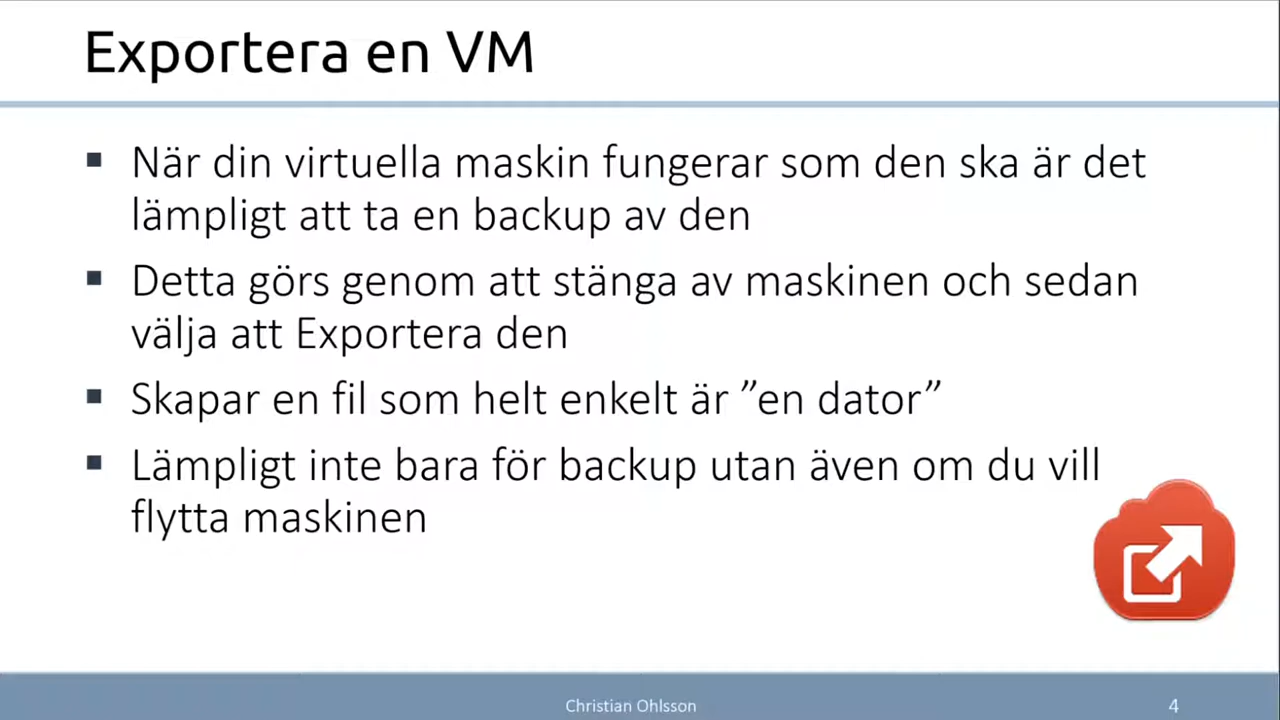 Exportera en VM
▪ När din virtuella maskin fungerar som den ska är det
lämpligt att ta en backup av den
▪ Detta görs genom att stänga av maskinen och sedan
välja att Exportera den
▪ Skapar en fil som helt enkelt är ”en dator”
▪ Lämpligt inte bara för backup utan även om du vill
flytta maskinen
Christian Ohlsson
4